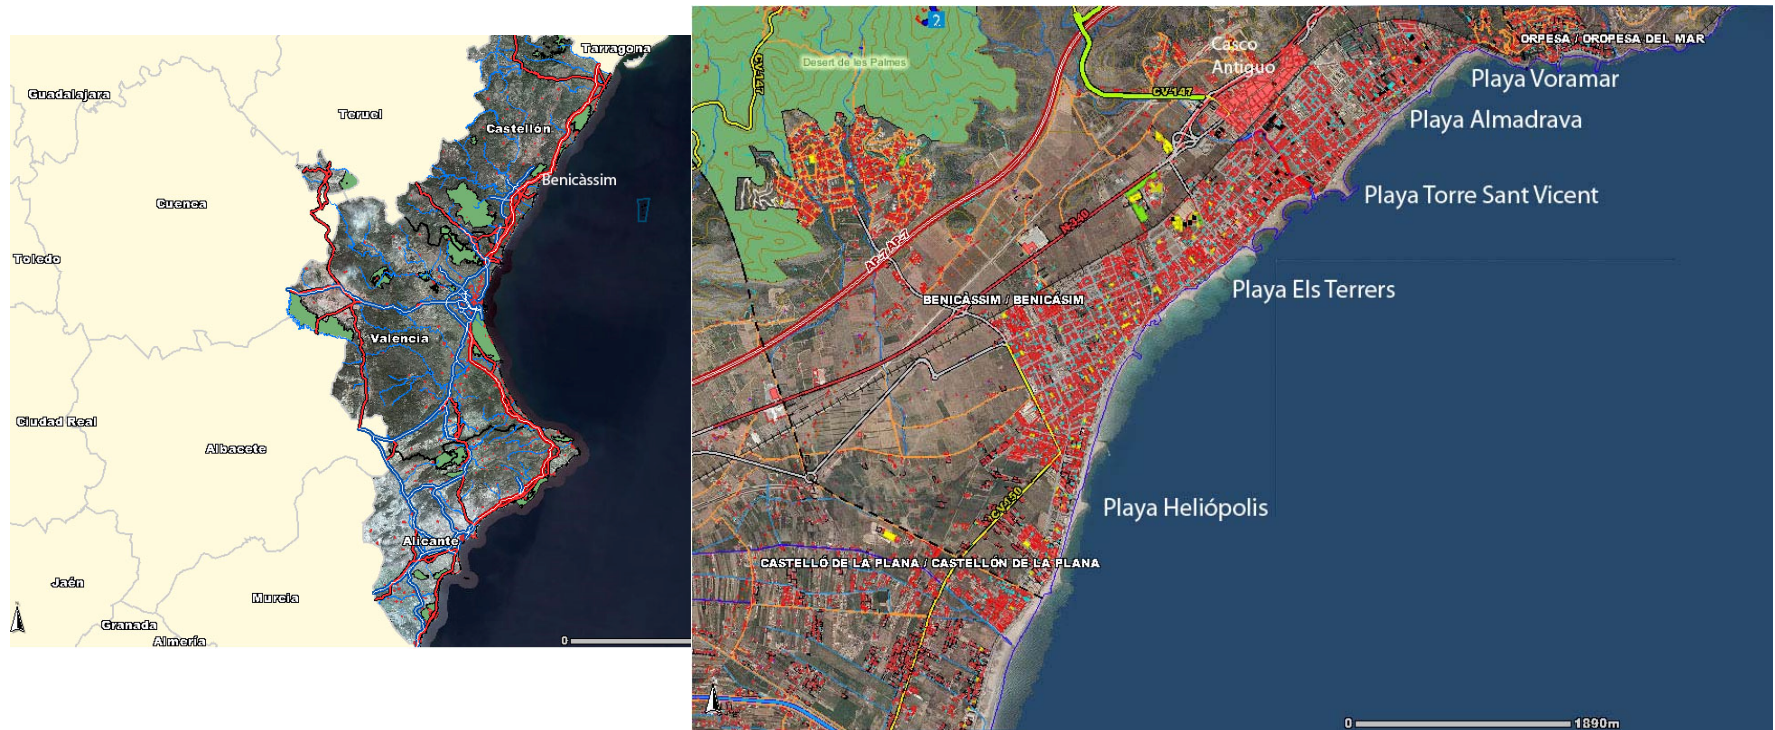 Tarragona
Guadalajara
Teruel
Castellón
Benicàssim
Cuenca
Toledo
Valencia
Ciudad Real
Albacete
Alicante
Jaén
Murcia
Granada
Almería
0
2
ORPESA / OROPESA DEL MAR
Casco
Antiguo
Desert de les Palmes
CV-147
CV-147
Playa Voramar
Playa Almadrava
Playa Torre Sant Vicent
N-340
AP-7 AP-7
Playa Els Terrers
BENICÀSSIM / BENICASIM
CV-150
Playa Heliópolis
CASTELLÓ DE LA PLANA / CASTELLÓN DE LA PLANA
0 1890m